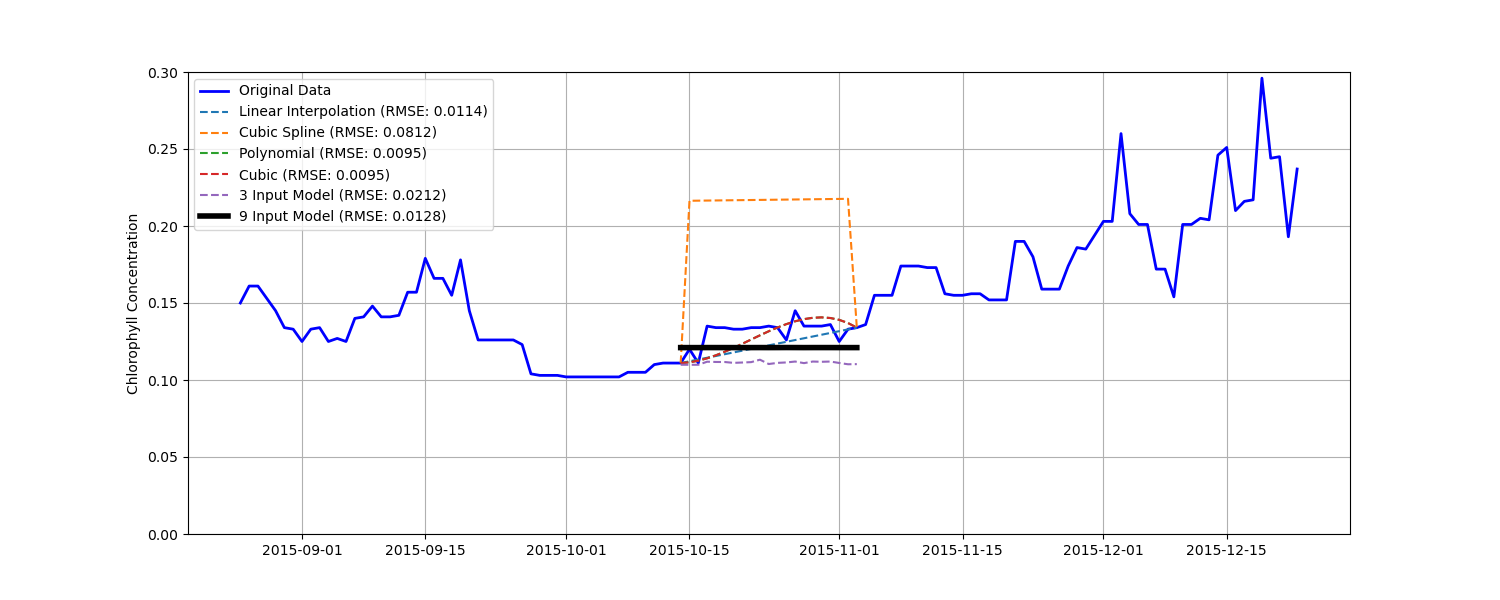 Original Data
Linear Interpolation (RMSE: 0.0114)
Cubic Spline (RMSE: 0.0812)
Polynomial (RMSE: 0.0095)
Cubic (RMSE: 0.0095)
3 Input Model (RMSE: 0.0212)
9 Input Model (RMSE: 0.0128)
Chlorophyll Concentration
0.30
0.25
0.20
0.15
0.10
0.05
0.00
2015-09-01 2015-09-15 2015-10-01 2015-10-15 2015-11-01 2015-11-15 2015-12-01 2015-12-15